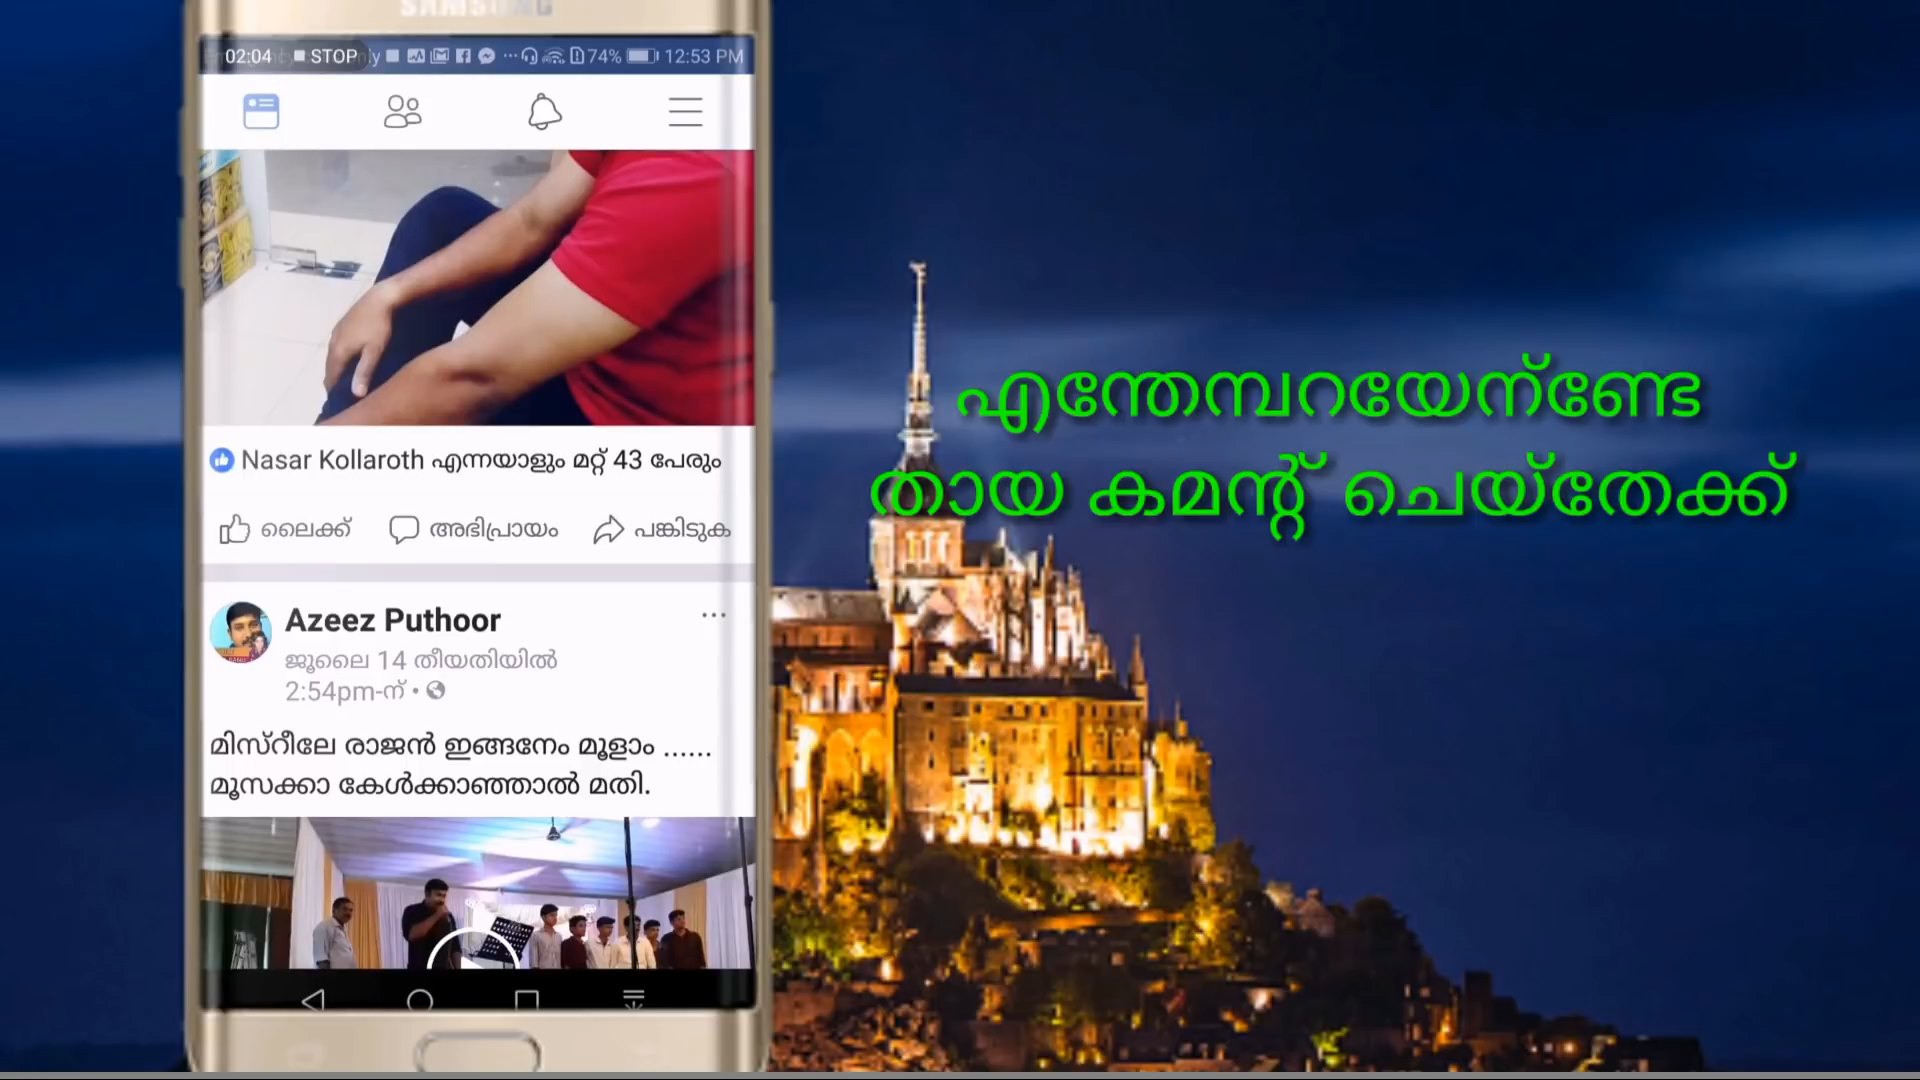 SAMSUNG
02:04 STOP 74% 12:53 PM
Nasar Kollaroth എന്നയാളും മറ്റ് 43 പേരും
ലൈക്ക് അഭിപ്രായം പങ്കിടുക
Azeez Puthoor
ജൂലൈ 14 തീയതിയിൽ
2:54pm-ന് •
മിസ്റീലേ രാജൻ ഇങ്ങനേം മൂളാം ......
മൂസക്കാ കേൾക്കാഞ്ഞാൽ മതി.
എന്തേമ്പറയേന്ണ്ടേ
തായ കമന്റ് ചെയ്തേക്ക്